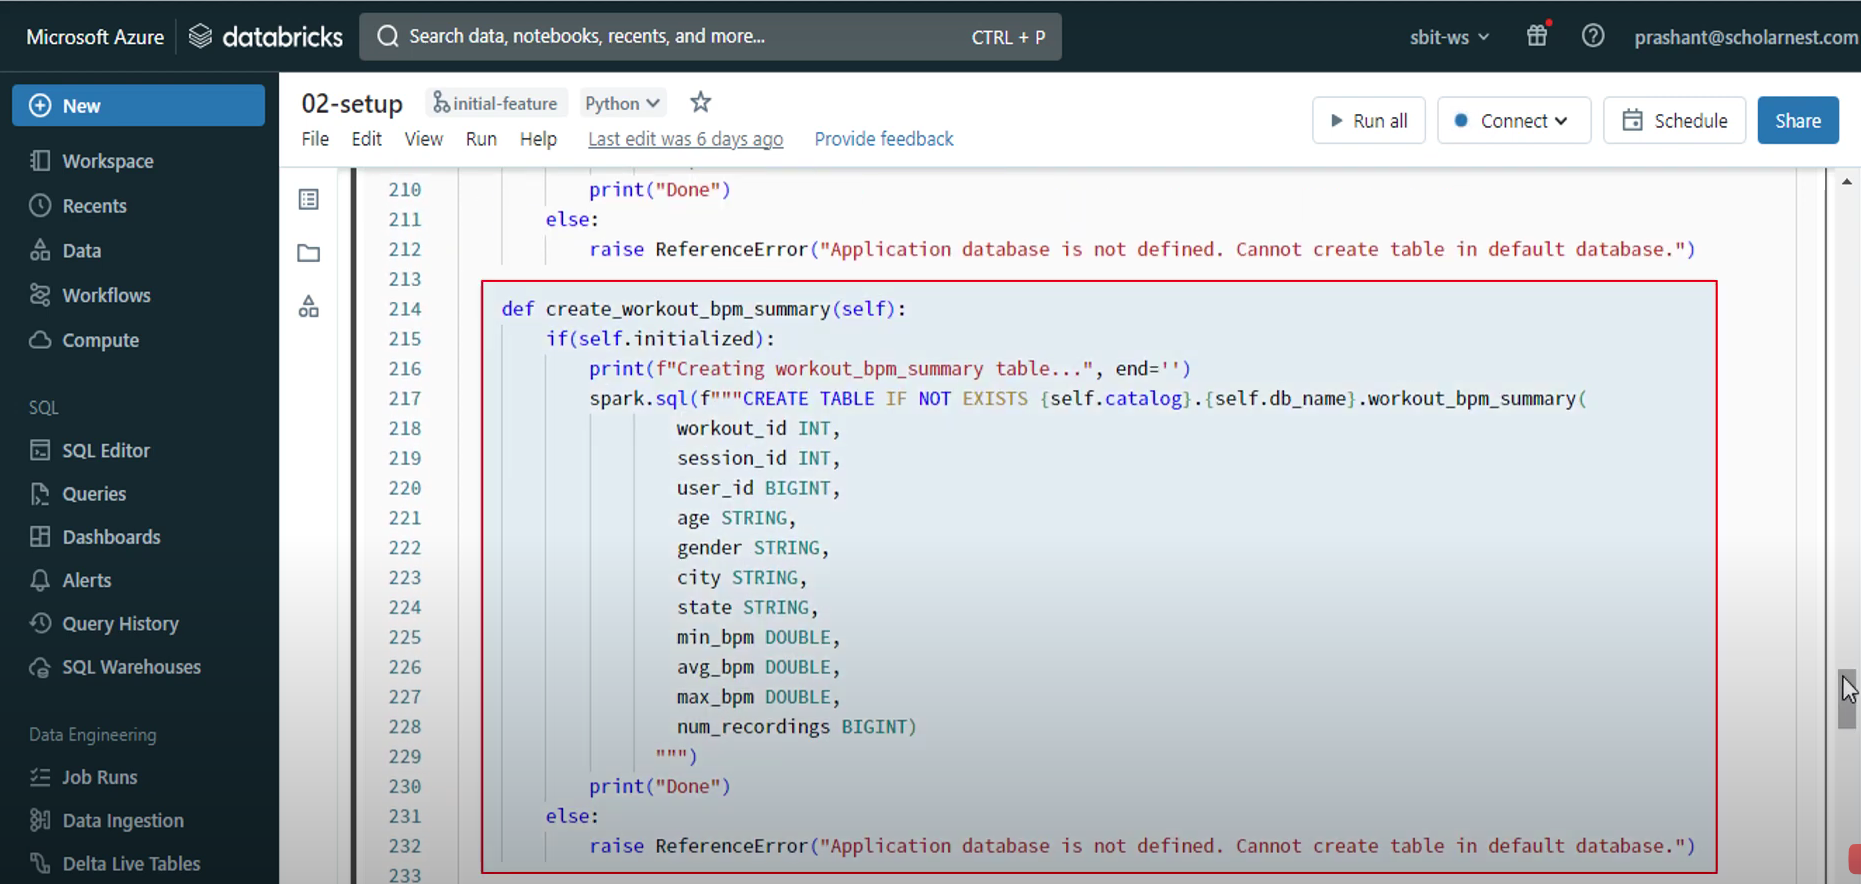 Microsoft Azure databricks Search data, notebooks, recents, and more... CTRL + P sbit-ws prashant@scholarnest.com
New
Workspace
Recents
Data
Workflows
Compute
SQL
SQL Editor
Queries
Dashboards
Alerts
Query History
SQL Warehouses
Data Engineering
Job Runs
Data Ingestion
Delta Live Tables
02-setup initial-feature Python
File Edit View Run Help Last edit was 6 days ago Provide feedback
Run all Connect Schedule Share
210 print("Done")
211 else:
212 raise ReferenceError("Application database is not defined. Cannot create table in default database.")
213
214 def create_workout_bpm_summary(self):
215 if(self.initialized):
216 print(f"Creating workout_bpm_summary table...", end='')
217 spark.sql(f"""CREATE TABLE IF NOT EXISTS {self.catalog}.{self.db_name}.workout_bpm_summary(
218 workout_id INT,
219 session_id INT,
220 user_id BIGINT,
221 age STRING,
222 gender STRING,
223 city STRING,
224 state STRING,
225 min_bpm DOUBLE,
226 avg_bpm DOUBLE,
227 max_bpm DOUBLE,
228 num_recordings BIGINT)
229 """)
230 print("Done")
231 else:
232 raise ReferenceError("Application database is not defined. Cannot create table in default database.")
233